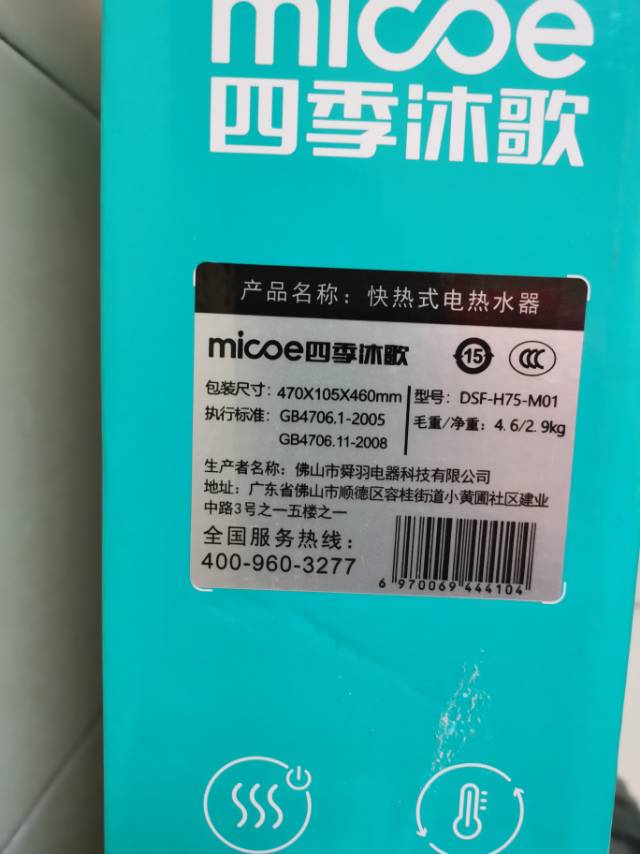 micoe
四季沐歌
产品名称：快热式电热水器
micoe四季沐歌
15
CCC
包装尺寸：470X105X460mm
型号：DSF-H75-M01
执行标准：GB4706.1-2005
GB4706.11-2008
毛重/净重：4.6/2.9kg
生产者名称：佛山市舜羽电器科技有限公司
地址：广东省佛山市顺德区容桂街道小黄圃社区建业
中路3号之一五楼之一
全国服务热线：
400-960-3277
6 970069 444104